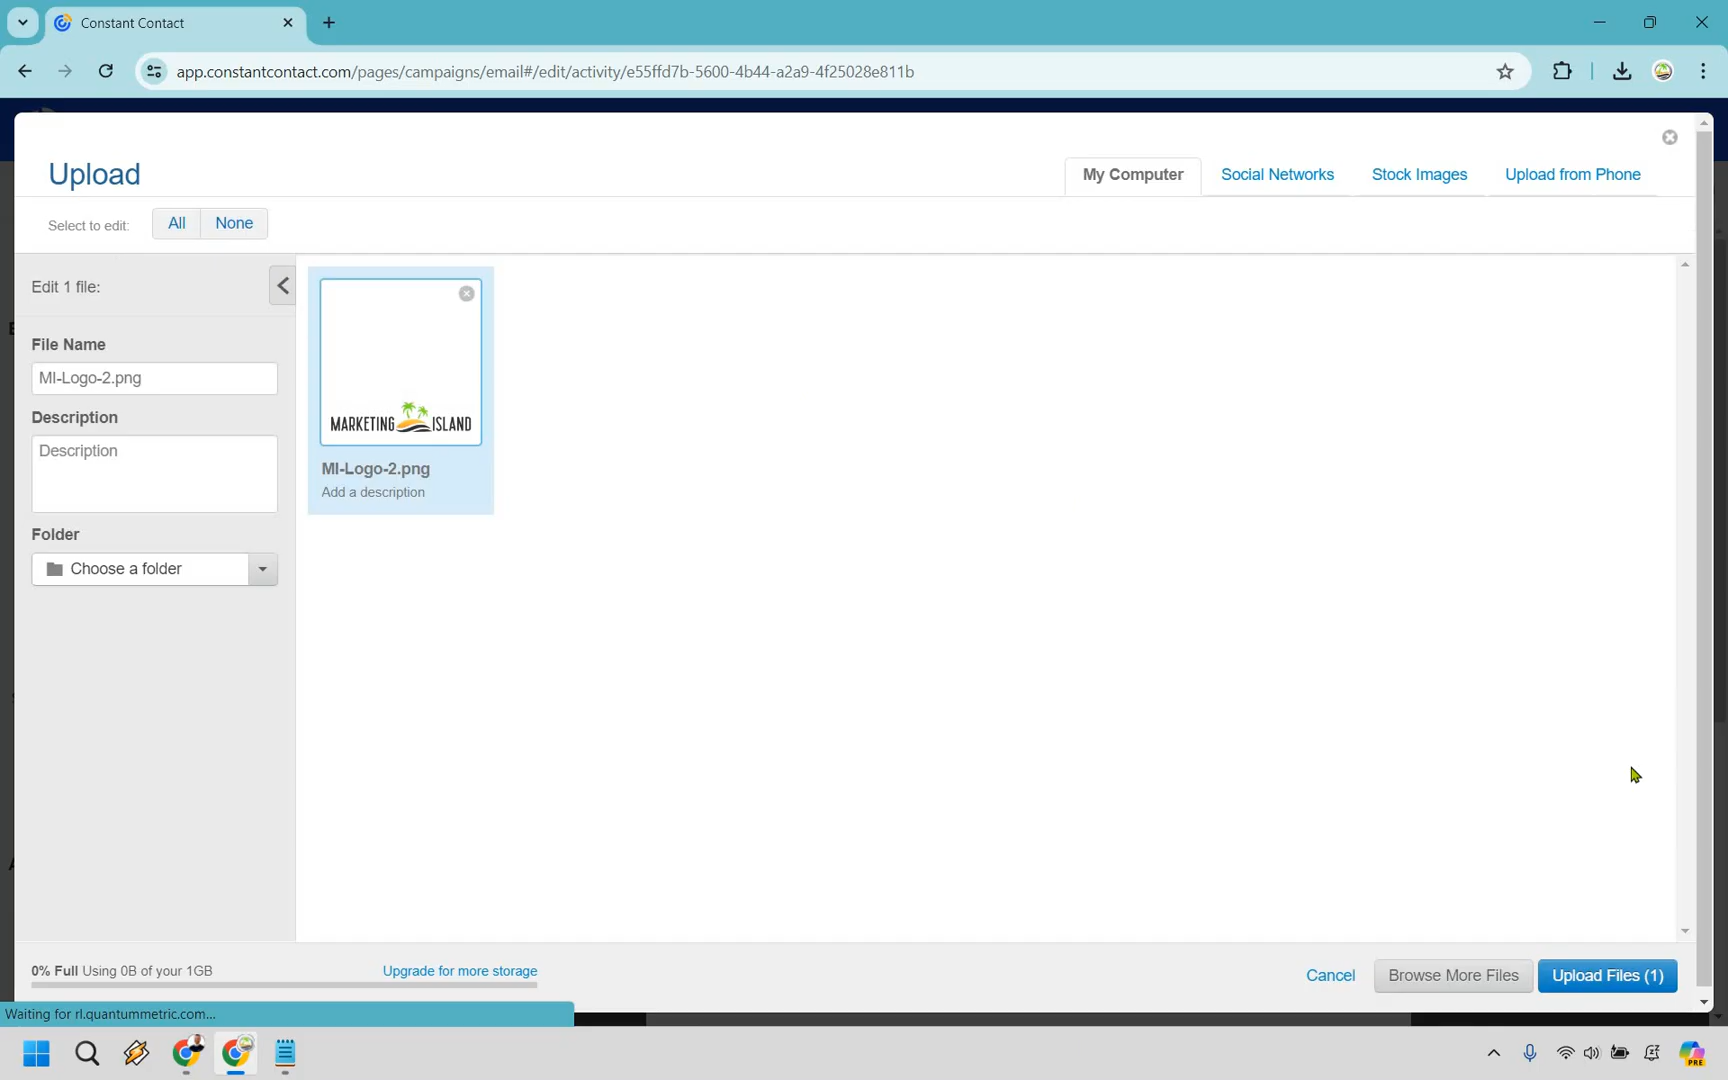 Constant Contact
app.constantcontact.com/pages/campaigns/email#/edit/activity/e55ffd7b-5600-4b44-a2a9-4f25028e811b
Upload
My Computer
Social Networks
Stock Images
Upload from Phone
Select to edit:
All
None
Edit 1 file:
File Name
MI-Logo-2.png
Description
Description
Folder
Choose a folder
MARKETING ISLAND
MI-Logo-2.png
Add a description
0% Full Using 0B of your 1GB
Upgrade for more storage
Cancel
Browse More Files
Upload Files (1)
Waiting for rl.quantummetric.com...
PRE